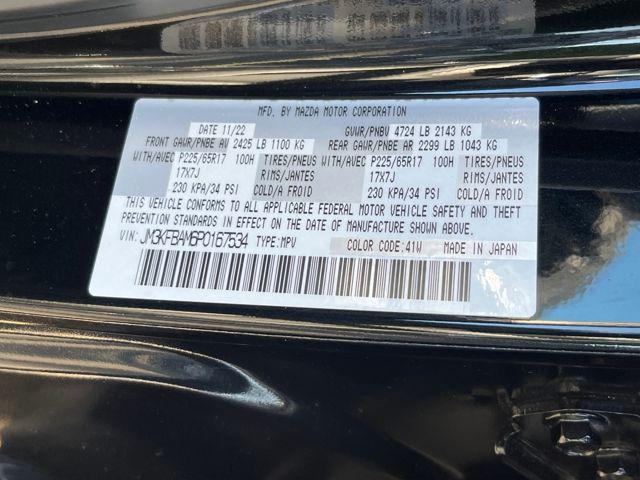 MFD. BY MAZDA MOTOR CORPORATION
DATE 11/22 GVWR/PNBV 4724 LB 2143 KG
FRONT GAWR/PNBE AV 2425 LB 1100 KG REAR GAWR/PNBE AR 2299 LB 1043 KG
WITH/AVEC P225/65R17 100H TIRES/PNEUS WITH/AVEC P225/65R17 100H TIRES/PNEUS
17X7J RIMS/JANTES 17X7J RIMS/JANTES
230 KPA/34 PSI COLD/A FROID 230 KPA/34 PSI COLD/A FROID
THIS VEHICLE CONFORMS TO ALL APPLICABLE FEDERAL MOTOR VEHICLE SAFETY AND THEFT
PREVENTION STANDARDS IN EFFECT ON THE DATE OF MANUFACTURE SHOWN ABOVE.
VIN: JM3KFBAM6P0167534 TYPE: MPV COLOR CODE: 41W MADE IN JAPAN